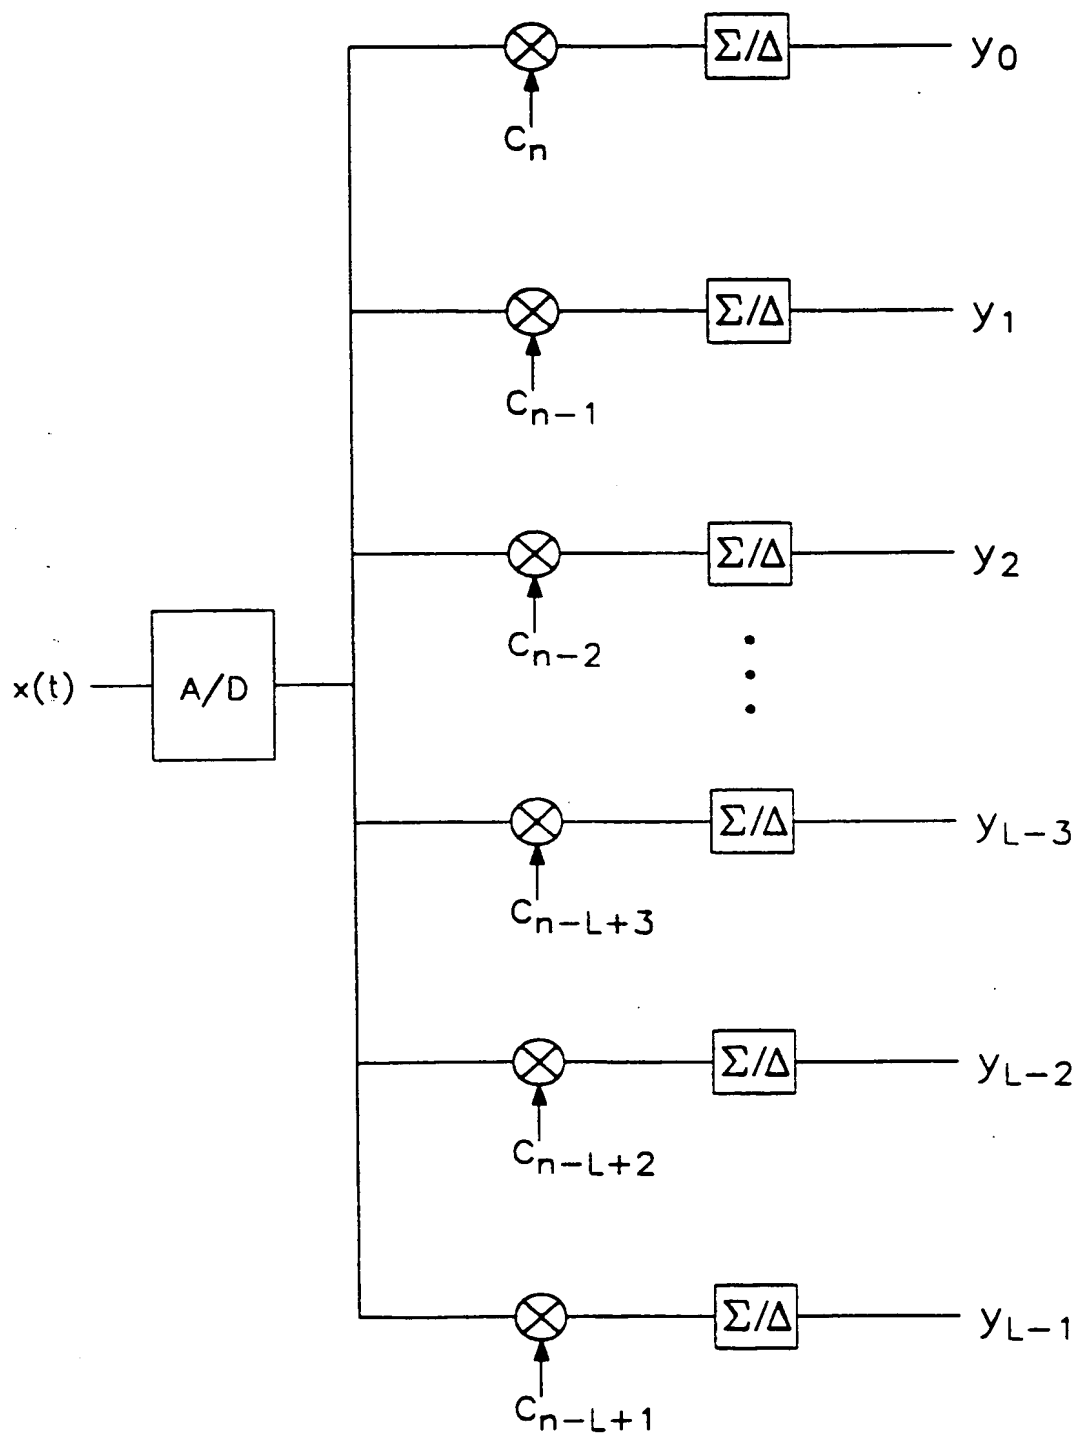 Σ/Δ y0
Cn
Σ/Δ y1
Cn-1
Σ/Δ y2
Cn-2
x(t) A/D
Σ/Δ yL-3
Cn-L+3
Σ/Δ yL-2
Cn-L+2
Σ/Δ yL-1
Cn-L+1